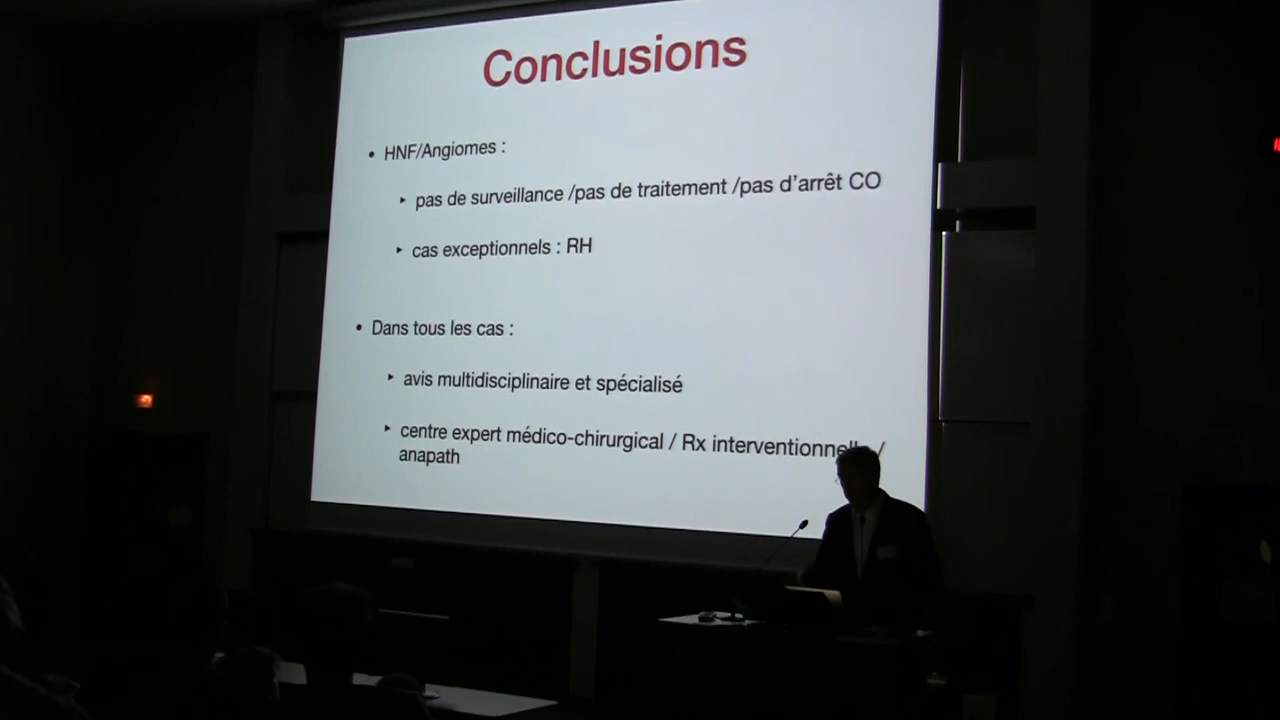 Conclusions
• HNF/Angiomes :
‣ pas de surveillance /pas de traitement /pas d'arrêt CO
‣ cas exceptionnels : RH
• Dans tous les cas :
‣ avis multidisciplinaire et spécialisé
‣ centre expert médico-chirurgical / Rx interventionnelle /
anapath